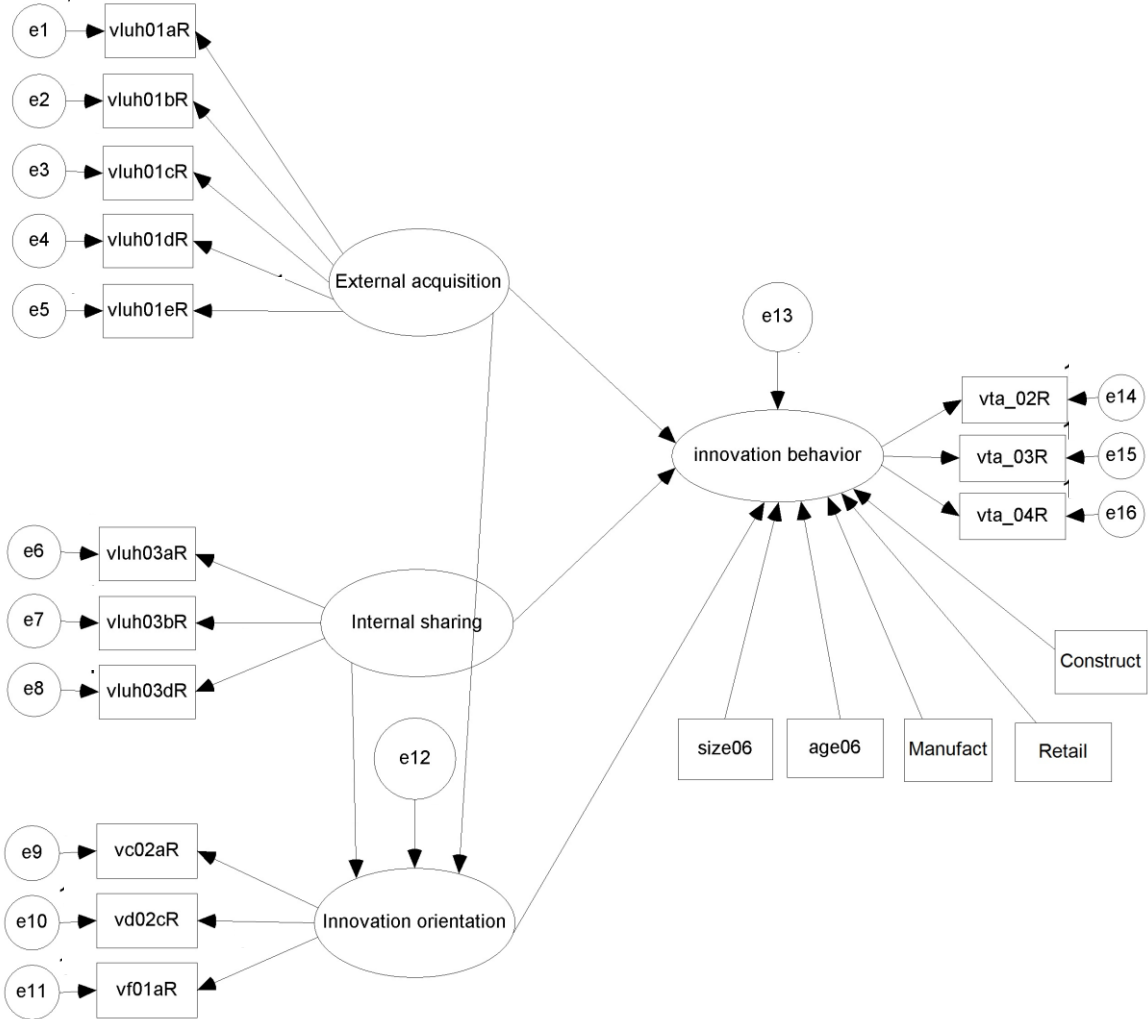 e1
vluh01aR
e2
vluh01bR
e3
vluh01cR
e4
vluh01dR
e5
vluh01eR
External acquisition
e13
innovation behavior
vta_02R
e14
vta_03R
e15
vta_04R
e16
e6
vluh03aR
e7
vluh03bR
e8
vluh03dR
Internal sharing
Construct
size06
age06
Manufact
Retail
e12
e9
vc02aR
e10
vd02cR
e11
vf01aR
Innovation orientation